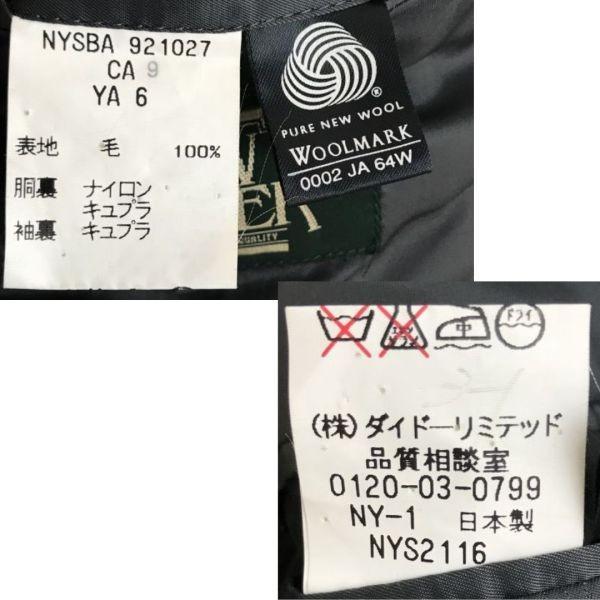 NYSBA 921027
CA 9
YA 6
表地 毛 100%
胴裏 ナイロン
キュプラ
袖裏 キュプラ
PURE NEW WOOL
WOOLMARK
0002 JA 64W
QUALITY
中 ドライ
(株)ダイドーリミテッド
品質相談室
0120-03-0799
NY-1 日本製
NYS2116